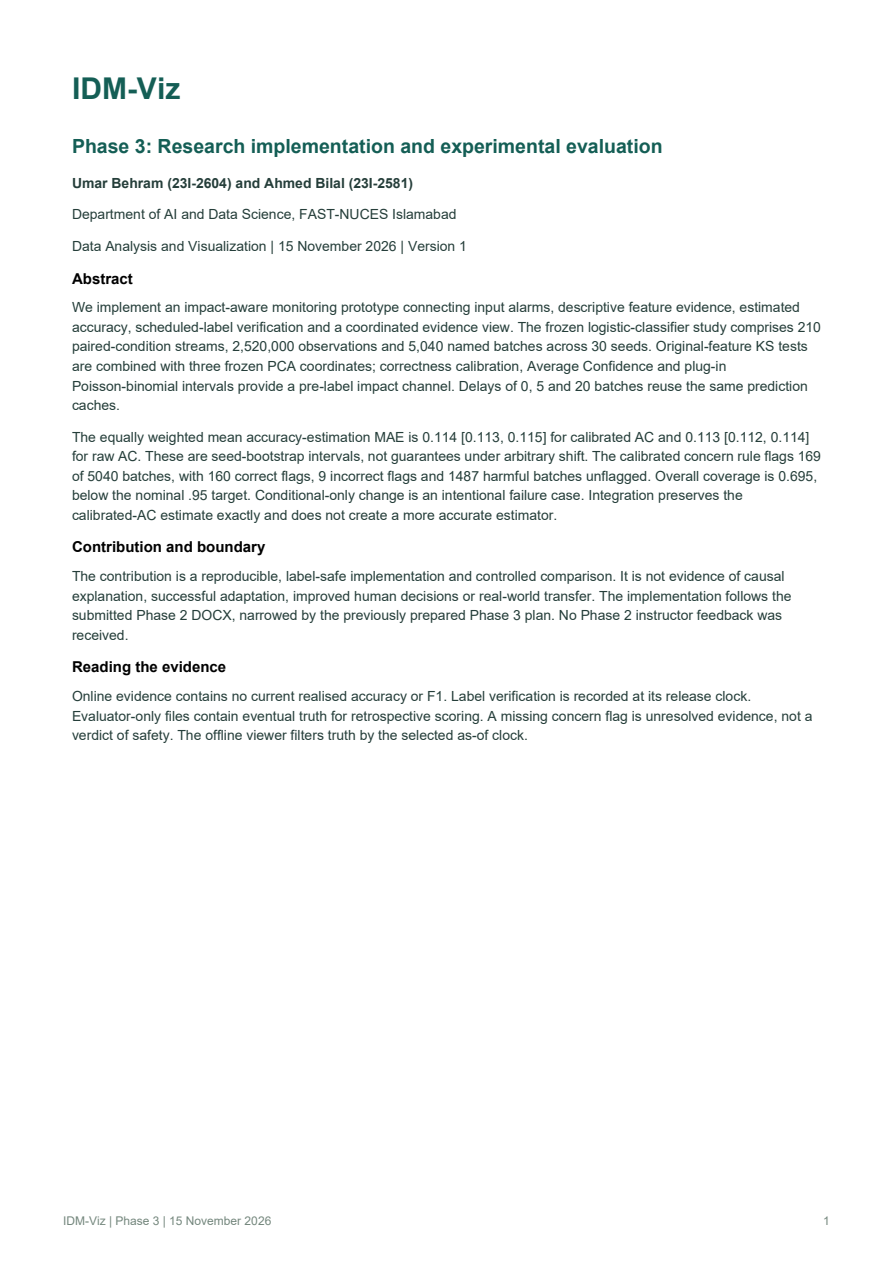 IDM-Viz
Phase 3: Research implementation and experimental evaluation
Umar Behram (23I-2604) and Ahmed Bilal (23I-2581)
Department of AI and Data Science, FAST-NUCES Islamabad
Data Analysis and Visualization | 15 November 2026 | Version 1
Abstract
We implement an impact-aware monitoring prototype connecting input alarms, descriptive feature evidence, estimated
accuracy, scheduled-label verification and a coordinated evidence view. The frozen logistic-classifier study comprises 210
paired-condition streams, 2,520,000 observations and 5,040 named batches across 30 seeds. Original-feature KS tests
are combined with three frozen PCA coordinates; correctness calibration, Average Confidence and plug-in
Poisson-binomial intervals provide a pre-label impact channel. Delays of 0, 5 and 20 batches reuse the same prediction
caches.
The equally weighted mean accuracy-estimation MAE is 0.114 [0.113, 0.115] for calibrated AC and 0.113 [0.112, 0.114]
for raw AC. These are seed-bootstrap intervals, not guarantees under arbitrary shift. The calibrated concern rule flags 169
of 5040 batches, with 160 correct flags, 9 incorrect flags and 1487 harmful batches unflagged. Overall coverage is 0.695,
below the nominal .95 target. Conditional-only change is an intentional failure case. Integration preserves the
calibrated-AC estimate exactly and does not create a more accurate estimator.
Contribution and boundary
The contribution is a reproducible, label-safe implementation and controlled comparison. It is not evidence of causal
explanation, successful adaptation, improved human decisions or real-world transfer. The implementation follows the
submitted Phase 2 DOCX, narrowed by the previously prepared Phase 3 plan. No Phase 2 instructor feedback was
received.
Reading the evidence
Online evidence contains no current realised accuracy or F1. Label verification is recorded at its release clock.
Evaluator-only files contain eventual truth for retrospective scoring. A missing concern flag is unresolved evidence, not a
verdict of safety. The offline viewer filters truth by the selected as-of clock.
IDM-Viz | Phase 3 | 15 November 2026
1